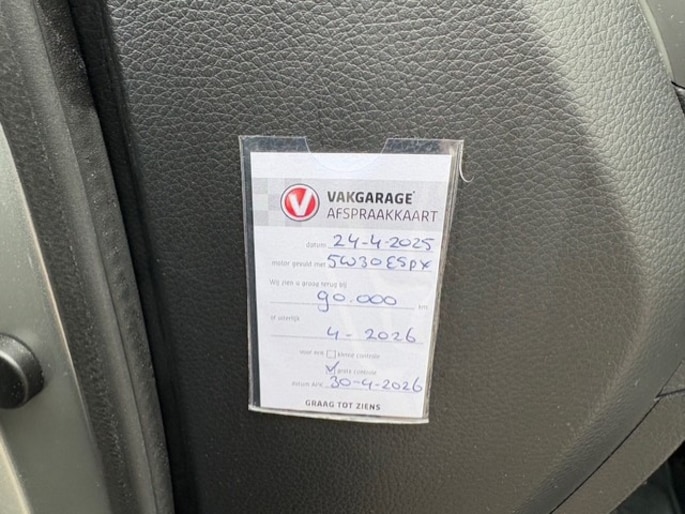 VAKGARAGE
AFSPRAAKKAART
datum 24-4-2025
motor gevuld met 5W30 ESPX
Wij zien u graag terug bij
90.000 km
of uiterlijk
4-2026
voor een kleine controle
grote controle
datum APK 30-4-2026
GRAAG TOT ZIENS